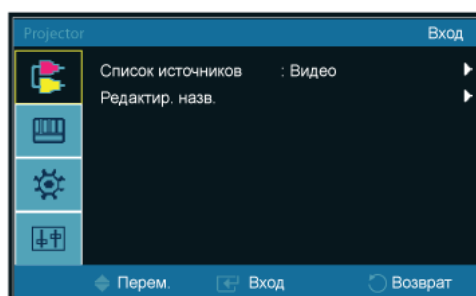 Projector Вход
Список источников : Видео
Редактир. назв.
Перем. Вход Возврат